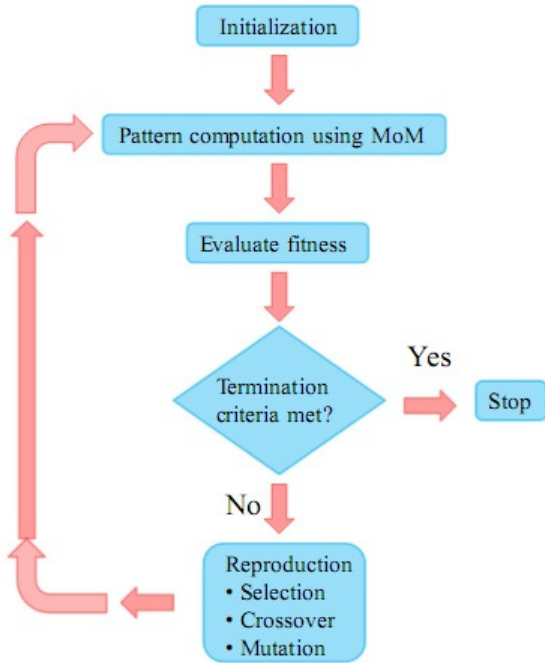 Initialization
Pattern computation using MoM
Evaluate fitness
Termination
criteria met?
Yes
Stop
No
Reproduction
• Selection
• Crossover
• Mutation